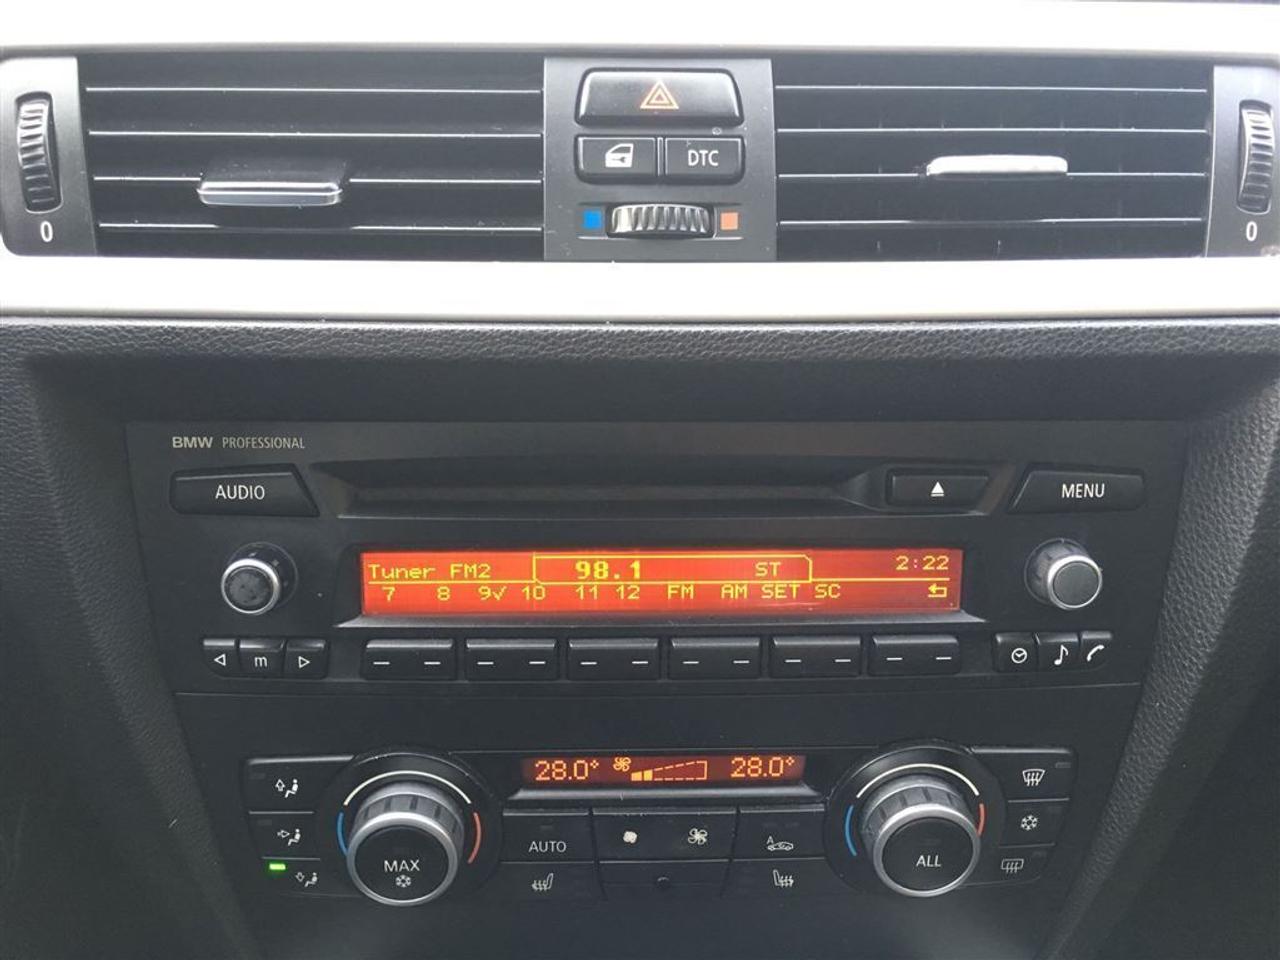 DTC
0
0
BMW PROFESSIONAL
AUDIO
MENU
Tuner FM2 98.1 ST 2:22
7 8 9✓ 10 11 12 FM AM SET SC
m
28.0° 28.0°
AUTO
A
MAX
ALL